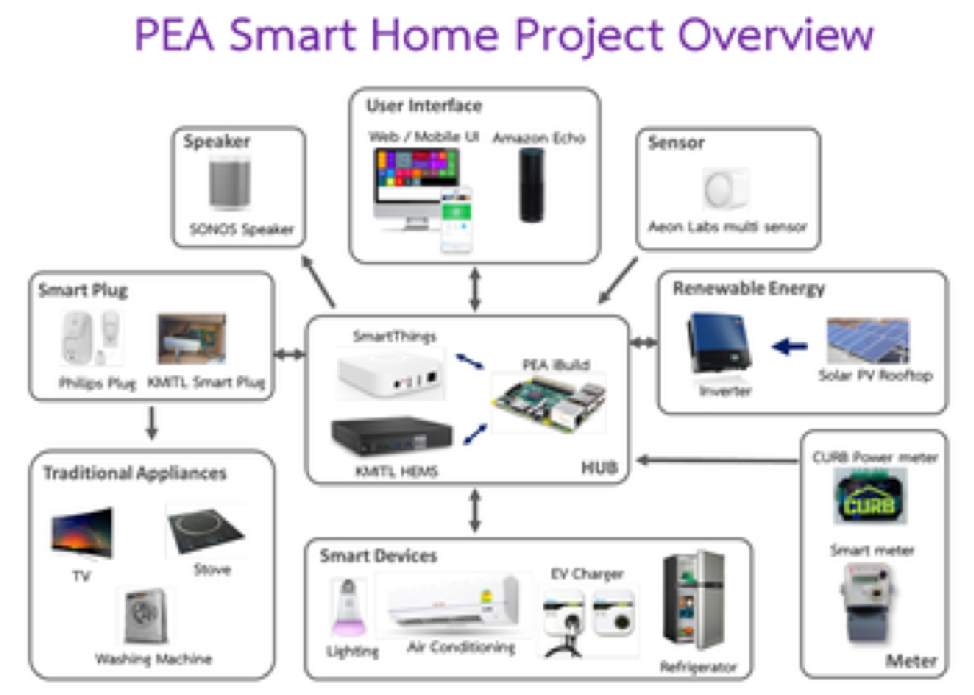 PEA Smart Home Project Overview
User Interface
Web / Mobile UI
Amazon Echo
Speaker
SONOS Speaker
Sensor
Aeon Labs multi sensor
Smart Plug
Philips Plug
KMITL Smart Plug
SmartThings
PEA iBuild
KMITL HEMS
HUB
Renewable Energy
Inverter
Solar PV Rooftop
Traditional Appliances
TV
Stove
Washing Machine
Smart Devices
Lighting
Air Conditioning
EV Charger
Refrigerator
CURB Power meter
CURB
Smart meter
Meter